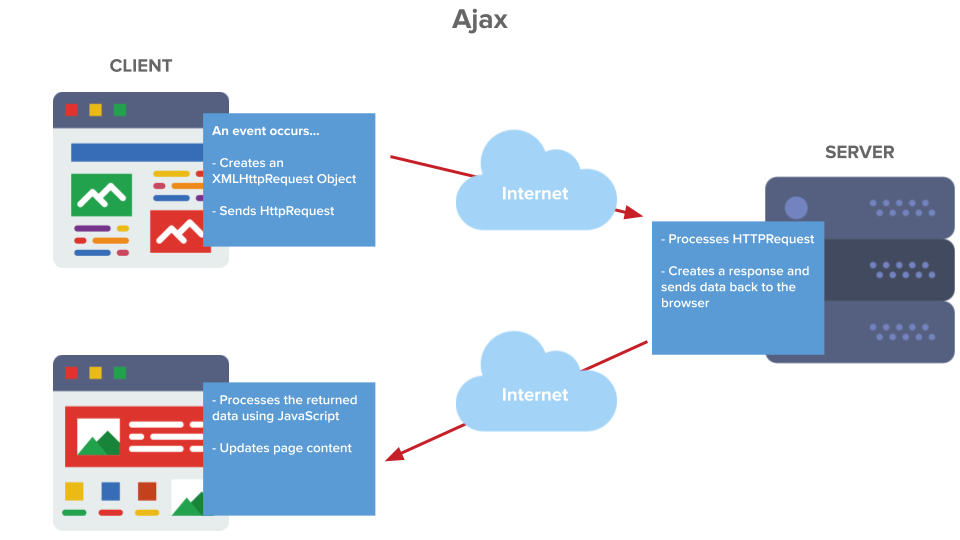 Ajax
CLIENT
An event occurs...
- Creates an
XMLHttpRequest Object
- Sends HttpRequest
Internet
SERVER
- Processes HTTPRequest
- Creates a response and
sends data back to the
browser
Internet
- Processes the returned
data using JavaScript
- Updates page content